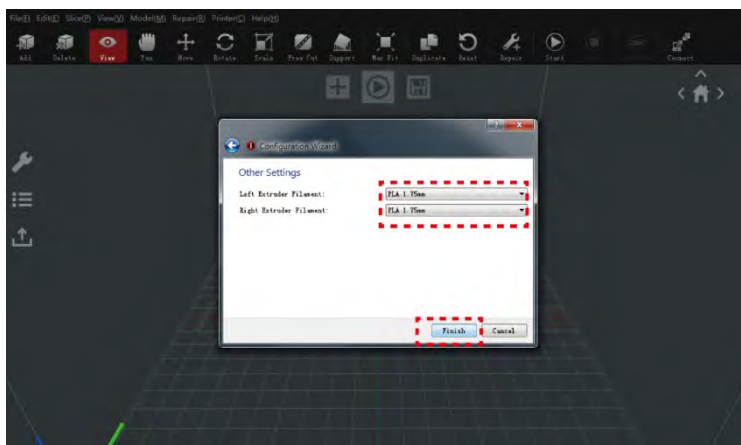 File(F) Edit(E) Slice(P) View(V) Model(M) Repair(R) Printer(C) Help(H)
Add Delete View Pan Move Rotate Scale Free Cut Support Max Fit Duplicate Reset Repair Start Connect
Configuration Wizard
Other Settings
Left Extruder Filament: PLA 1.75mm
Right Extruder Filament: PLA 1.75mm
Finish Cancel